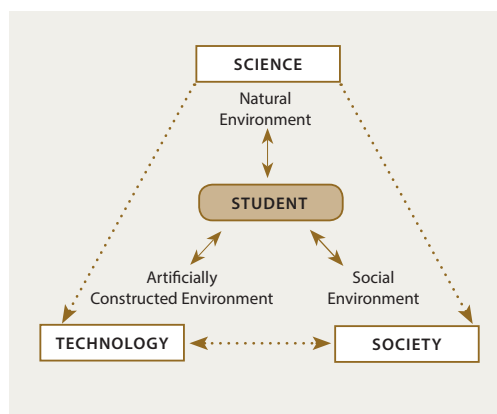 SCIENCE
Natural
Environment
STUDENT
Artificially
Constructed Environment
Social
Environment
TECHNOLOGY
SOCIETY